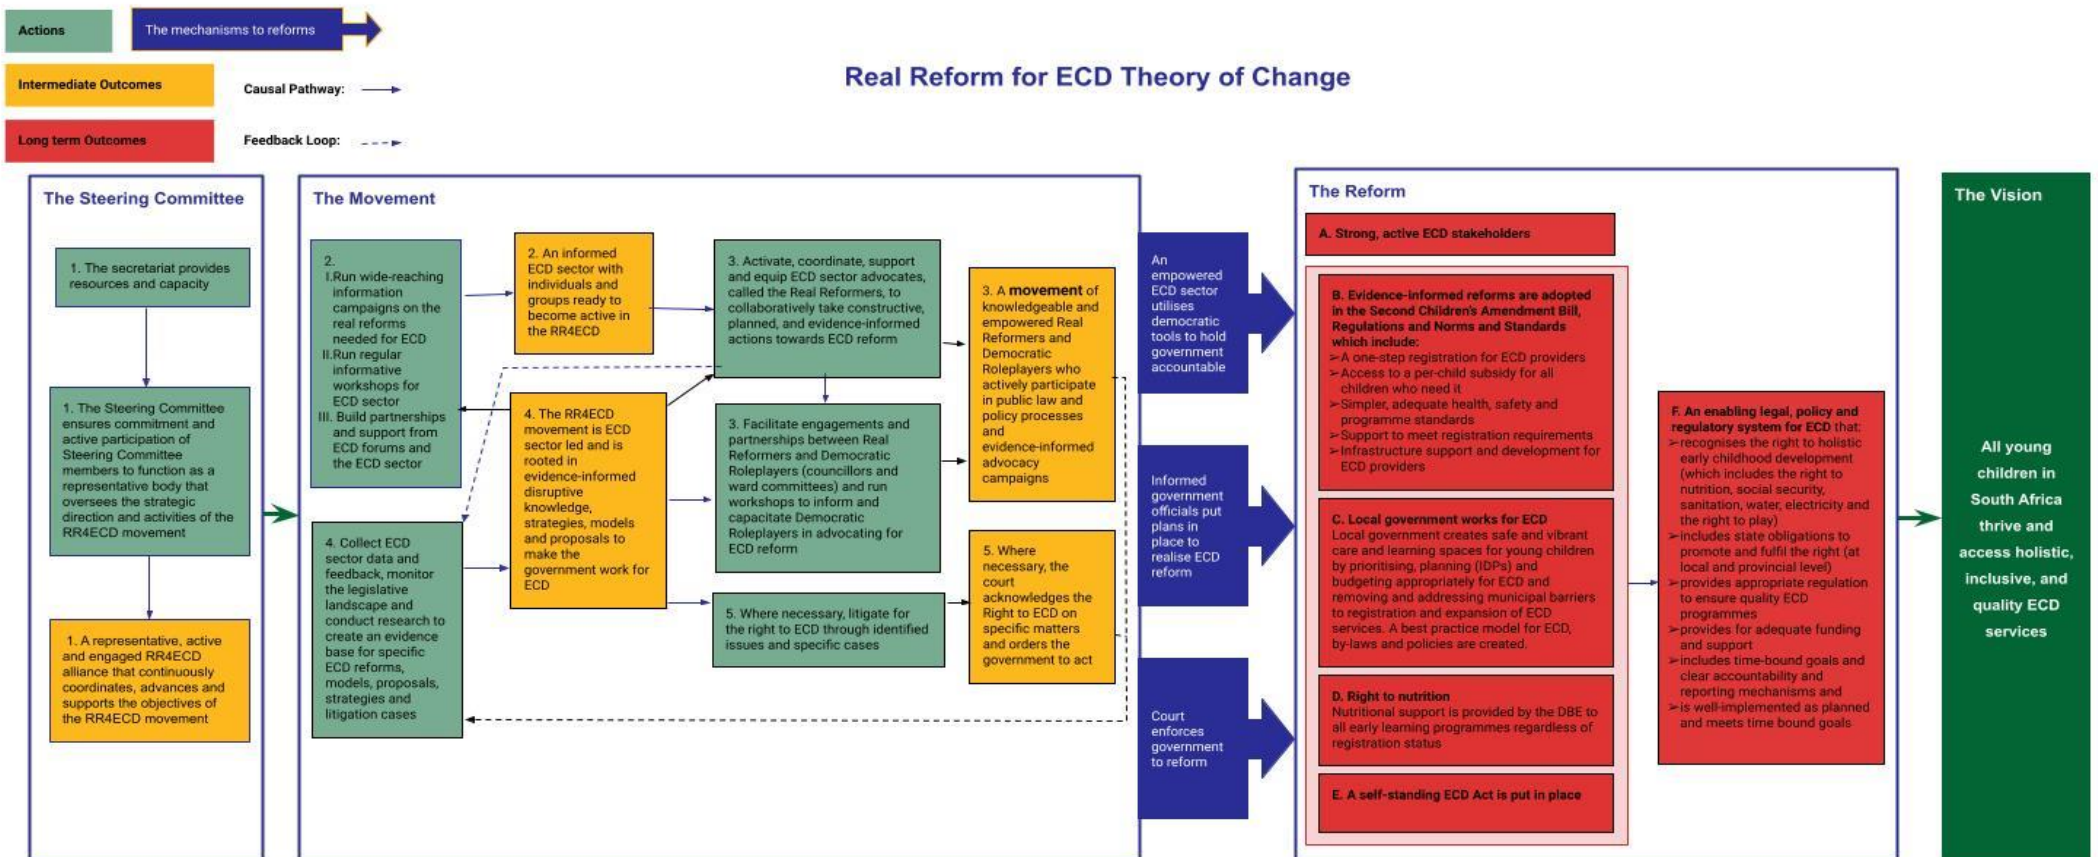 Actions
The mechanisms to reforms
Intermediate Outcomes
Causal Pathway:
Long term Outcomes
Feedback Loop:
Real Reform for ECD Theory of Change
The Steering Committee
1. The secretariat provides
resources and capacity
1. The Steering Committee
ensures commitment and
active participation of
Steering Committee
members to function as a
representative body that
oversees the strategic
direction and activities of the
RR4ECD movement
1. A representative, active
and engaged RR4ECD
alliance that continuously
coordinates, advances and
supports the objectives of
the RR4ECD movement
The Movement
2.
I.Run wide-reaching
information
campaigns on the
real reforms
needed for ECD
II.Run regular
informative
workshops for
ECD sector
III. Build partnerships
and support from
ECD forums and
the ECD sector
4. Collect ECD
sector data and
feedback, monitor
the legislative
landscape and
conduct research to
create an evidence
base for specific
ECD reforms,
models, proposals,
strategies and
litigation cases
2. An informed
ECD sector with
individuals and
groups ready to
become active in
the RR4ECD
4. The RR4ECD
movement is ECD
sector led and is
rooted in
evidence-informed
disruptive
knowledge,
strategies, models
and proposals to
make the
government work for
ECD
3. Activate, coordinate, support
and equip ECD sector advocates,
called the Real Reformers, to
collaboratively take constructive,
planned, and evidence-informed
actions towards ECD reform
3. Facilitate engagements and
partnerships between Real
Reformers and Democratic
Roleplayers (councillors and
ward committees) and run
workshops to inform and
capacitate Democratic
Roleplayers in advocating for
ECD reform
5. Where necessary, litigate for
the right to ECD through identified
issues and specific cases
3. A movement of
knowledgeable and
empowered Real
Reformers and
Democratic
Roleplayers who
actively participate
in public law and
policy processes
and
evidence-informed
advocacy
campaigns
5. Where
necessary, the
court
acknowledges the
Right to ECD on
specific matters
and orders the
government to act
An
empowered
ECD sector
utilises
democratic
tools to hold
government
accountable
Informed
government
officials put
plans in
place to
realise ECD
reform
Court
enforces
government
to reform
The Reform
A. Strong, active ECD stakeholders
B. Evidence-informed reforms are adopted
in the Second Children's Amendment Bill,
Regulations and Norms and Standards
which include:
➢A one-step registration for ECD providers
➢Access to a per-child subsidy for all
children who need it
➢Simpler, adequate health, safety and
programme standards
➢Support to meet registration requirements
➢Infrastructure support and development for
ECD providers
C. Local government works for ECD
Local government creates safe and vibrant
care and learning spaces for young children
by prioritising, planning (IDPs) and
budgeting appropriately for ECD and
removing and addressing municipal barriers
to registration and expansion of ECD
services. A best practice model for ECD,
by-laws and policies are created.
D. Right to nutrition
Nutritional support is provided by the DBE to
all early learning programmes regardless of
registration status
E. A self-standing ECD Act is put in place
F. An enabling legal, policy and
regulatory system for ECD that:
➢recognises the right to holistic
early childhood development
(which includes the right to
nutrition, social security,
sanitation, water, electricity and
the right to play)
➢includes state obligations to
promote and fulfil the right (at
local and provincial level)
➢provides appropriate regulation
to ensure quality ECD
programmes
➢provides for adequate funding
and support
➢includes time-bound goals and
clear accountability and
reporting mechanisms and
➢is well-implemented as planned
and meets time bound goals
The Vision
All young
children in
South Africa
thrive and
access holistic,
inclusive, and
quality ECD
services